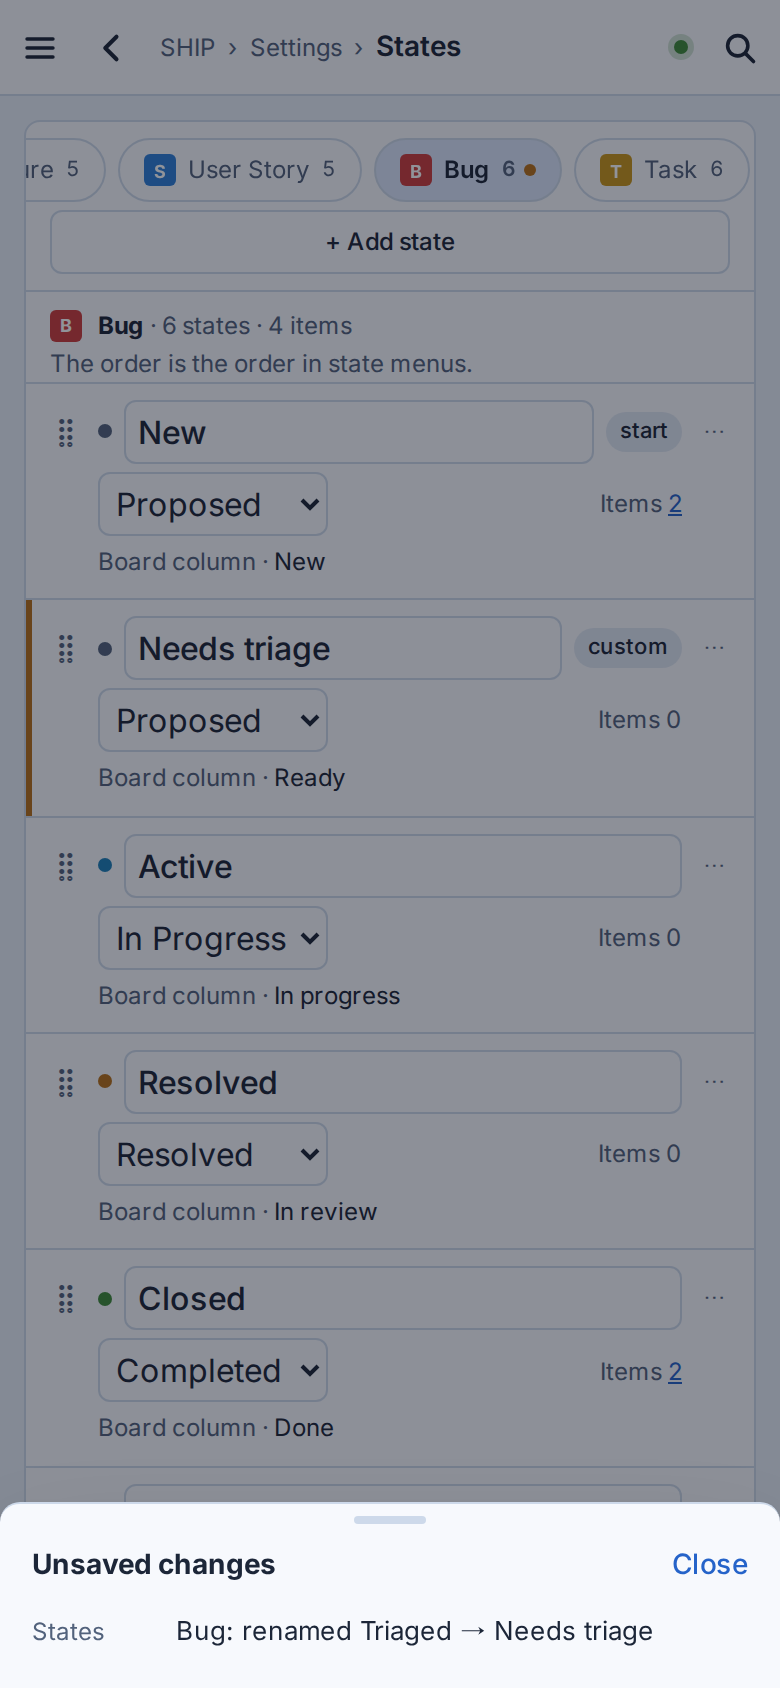 SHIP › Settings › States
ure 5 S User Story 5 B Bug 6 T Task 6
+ Add state
B Bug · 6 states · 4 items
The order is the order in state menus.
New start ...
Proposed Items 2
Board column · New
Needs triage custom ...
Proposed Items 0
Board column · Ready
Active ...
In Progress Items 0
Board column · In progress
Resolved ...
Resolved Items 0
Board column · In review
Closed ...
Completed Items 2
Board column · Done
Unsaved changes Close
States Bug: renamed Triaged → Needs triage